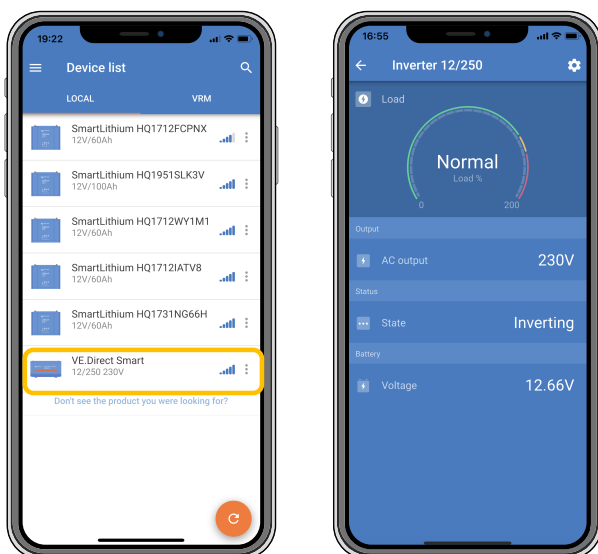 19:22
Device list
LOCAL VRM
SmartLithium HQ1712FCPNX
12V/60Ah
SmartLithium HQ1951SLK3V
12V/100Ah
SmartLithium HQ1712WY1M1
12V/60Ah
SmartLithium HQ1712IATV8
12V/60Ah
SmartLithium HQ1731NG66H
12V/60Ah
VE.Direct Smart
12/250 230V
Don't see the product you were looking for?
16:55
Inverter 12/250
Load
Normal
Load %
0 200
Output
AC output 230V
Status
State Inverting
Battery
Voltage 12.66V